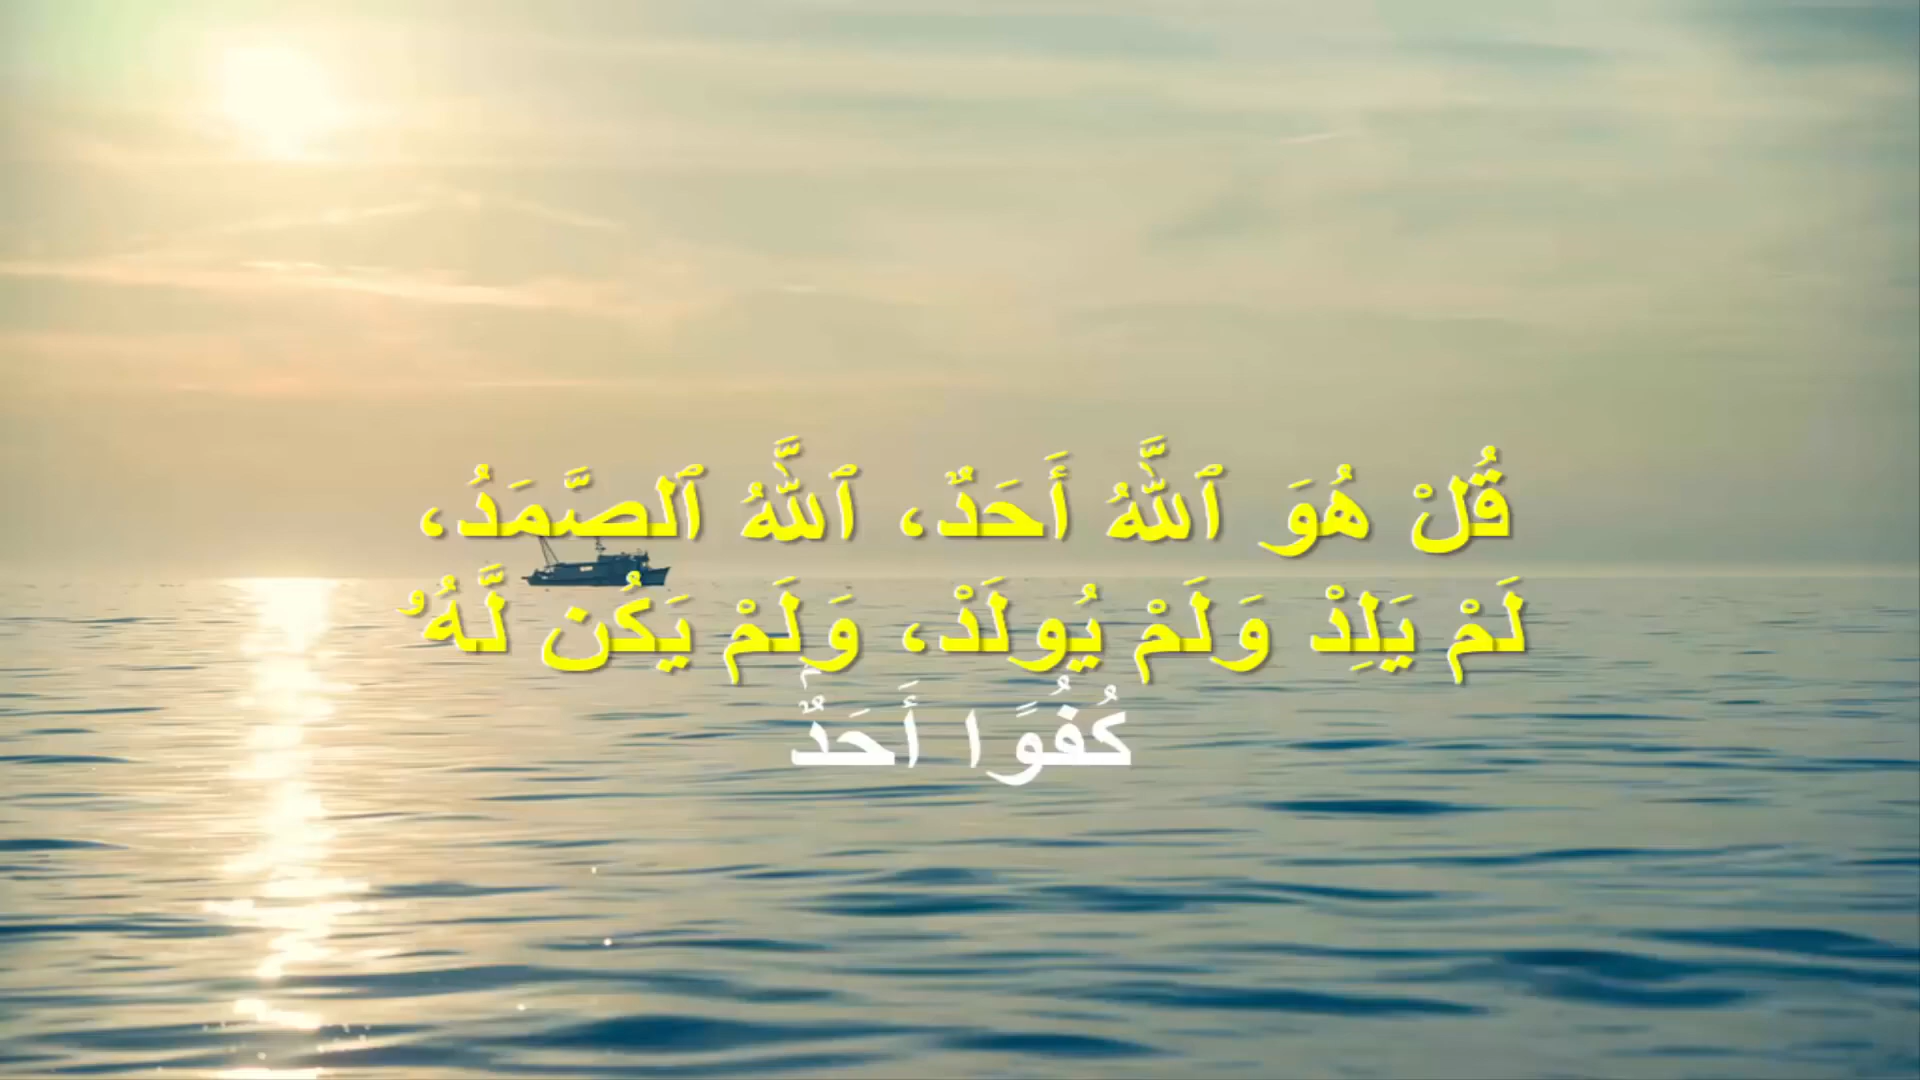 قُلْ هُوَ ٱللَّهُ أَحَدٌ، ٱللَّهُ ٱلصَّمَدُ،
لَمْ يَلِدْ وَلَمْ يُولَدْ، وَلَمْ يَكُن لَّهُۥ
كُفُوًا أَحَدٌۢ